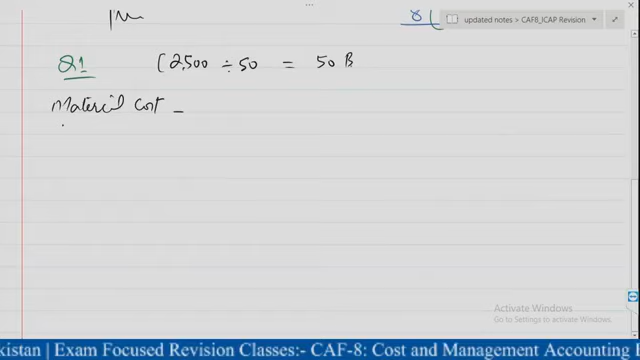 updated notes > CAF8_ICAP Revision
Q1 (2,500 ÷ 50 = 50 B
Material Cost -
Activate Windows
Go to Settings to activate Windows.
kistan | Exam Focused Revision Classes:- CAF-8: Cost and Management Accounting